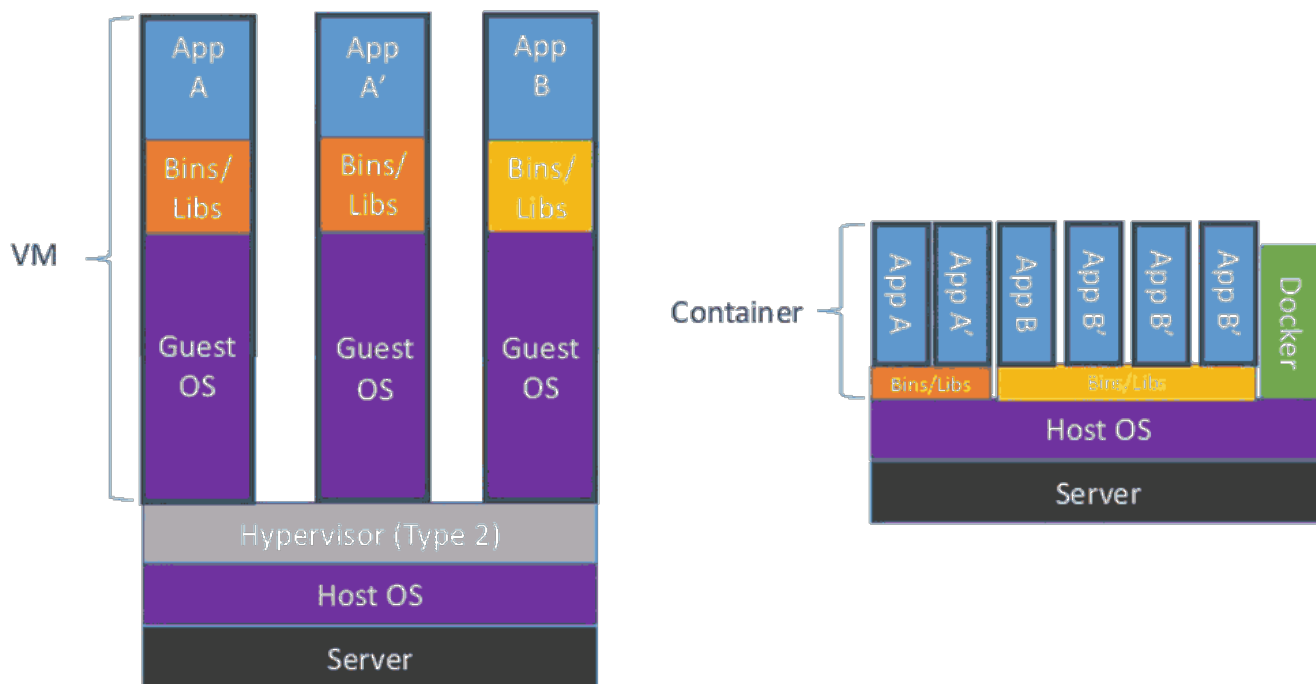 VM
App
A
Bins/
Libs
Guest
OS
App
A’
Bins/
Libs
Guest
OS
App
B
Bins/
Libs
Guest
OS
Hypervisor (Type 2)
Host OS
Server
Container
App A
App A’
App B
App B’
App B’
App B’
Docker
Bins/Libs
Bins/Libs
Host OS
Server